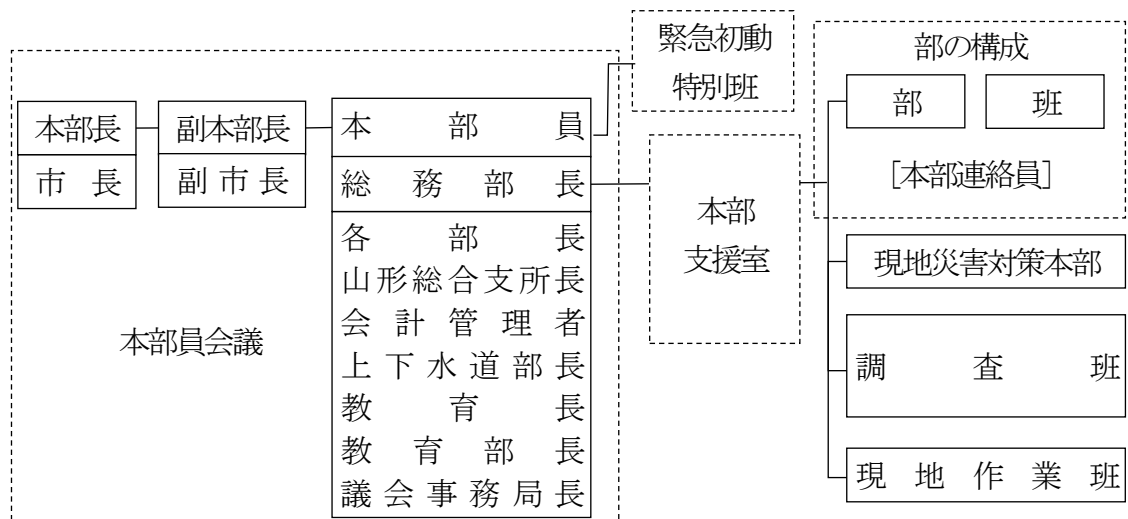 緊急初動
特別班
部の構成
部
班
[本部連絡員]
本部長
市長
副本部長
副市長
本部員
総務部長
各部長
山形総合支所長
会計管理者
上下水道部長
教育長
教育部長
議会事務局長
本部員会議
本部
支援室
現地災害対策本部
調査班
現地作業班